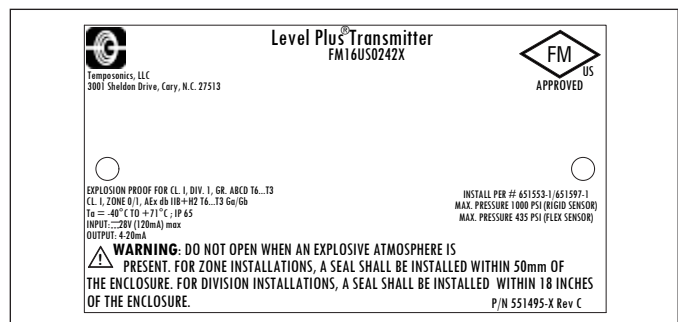 Level Plus® Transmitter
FM16US0242X
Temposonics, LLC
3001 Sheldon Drive, Cary, N.C. 27513
FM
US
APPROVED
EXPLOSION PROOF FOR CL. I, DIV. 1, GR. ABCD T6...T3
CL. I, ZONE 0/1, AEx db IIB+H2 T6...T3 Ga/Gb
Ta = -40°C TO +71°C ; IP 65
INPUT: ⎓28V (120mA) max
OUTPUT: 4-20mA
INSTALL PER # 651553-1/651597-1
MAX. PRESSURE 1000 PSI (RIGID SENSOR)
MAX. PRESSURE 435 PSI (FLEX SENSOR)
WARNING: DO NOT OPEN WHEN AN EXPLOSIVE ATMOSPHERE IS
PRESENT. FOR ZONE INSTALLATIONS, A SEAL SHALL BE INSTALLED WITHIN 50mm OF
THE ENCLOSURE. FOR DIVISION INSTALLATIONS, A SEAL SHALL BE INSTALLED WITHIN 18 INCHES
OF THE ENCLOSURE.
P/N 551495-X Rev C